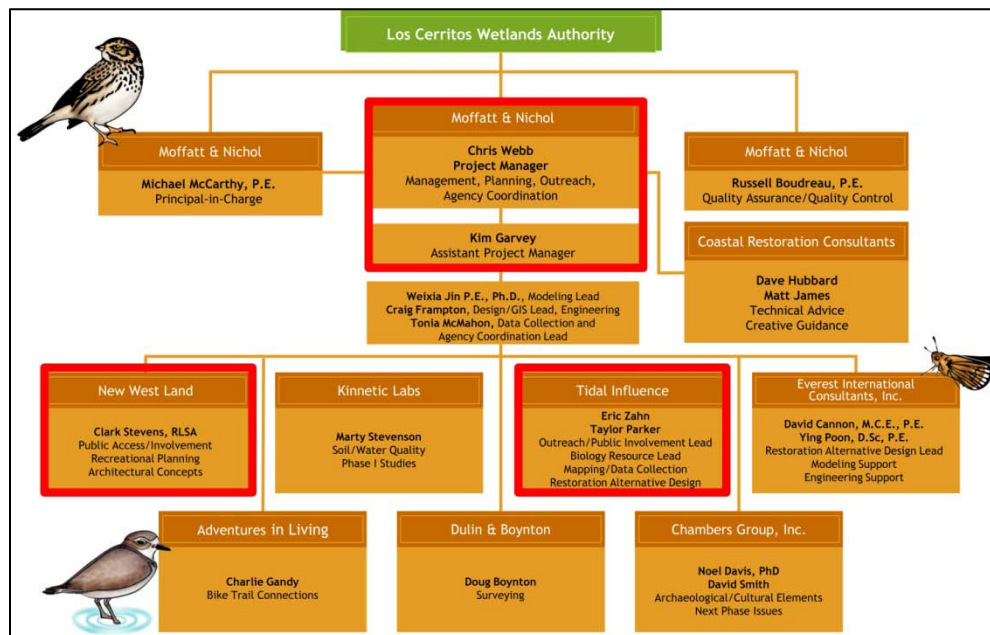 Los Cerritos Wetlands Authority
Moffatt & Nichol
Michael McCarthy, P.E.
Principal-in-Charge
Moffatt & Nichol
Chris Webb
Project Manager
Management, Planning, Outreach,
Agency Coordination
Kim Garvey
Assistant Project Manager
Moffatt & Nichol
Russell Boudreau, P.E.
Quality Assurance/Quality Control
Coastal Restoration Consultants
Dave Hubbard
Matt James
Technical Advice
Creative Guidance
Weixia Jin P.E., Ph.D., Modeling Lead
Craig Frampton, Design/GIS Lead, Engineering
Tonia McMahon, Data Collection and
Agency Coordination Lead
New West Land
Clark Stevens, RLSA
Public Access/Involvement
Recreational Planning
Architectural Concepts
Kinnetic Labs
Marty Stevenson
Soil/Water Quality
Phase I Studies
Tidal Influence
Eric Zahn
Taylor Parker
Outreach/Public Involvement Lead
Biology Resource Lead
Mapping/Data Collection
Restoration Alternative Design
Everest International
Consultants, Inc.
David Cannon, M.C.E., P.E.
Ying Poon, D.Sc, P.E.
Restoration Alternative Design Lead
Modeling Support
Engineering Support
Adventures in Living
Charlie Gandy
Bike Trail Connections
Dulin & Boynton
Doug Boynton
Surveying
Chambers Group, Inc.
Noel Davis, PhD
David Smith
Archaeological/Cultural Elements
Next Phase Issues